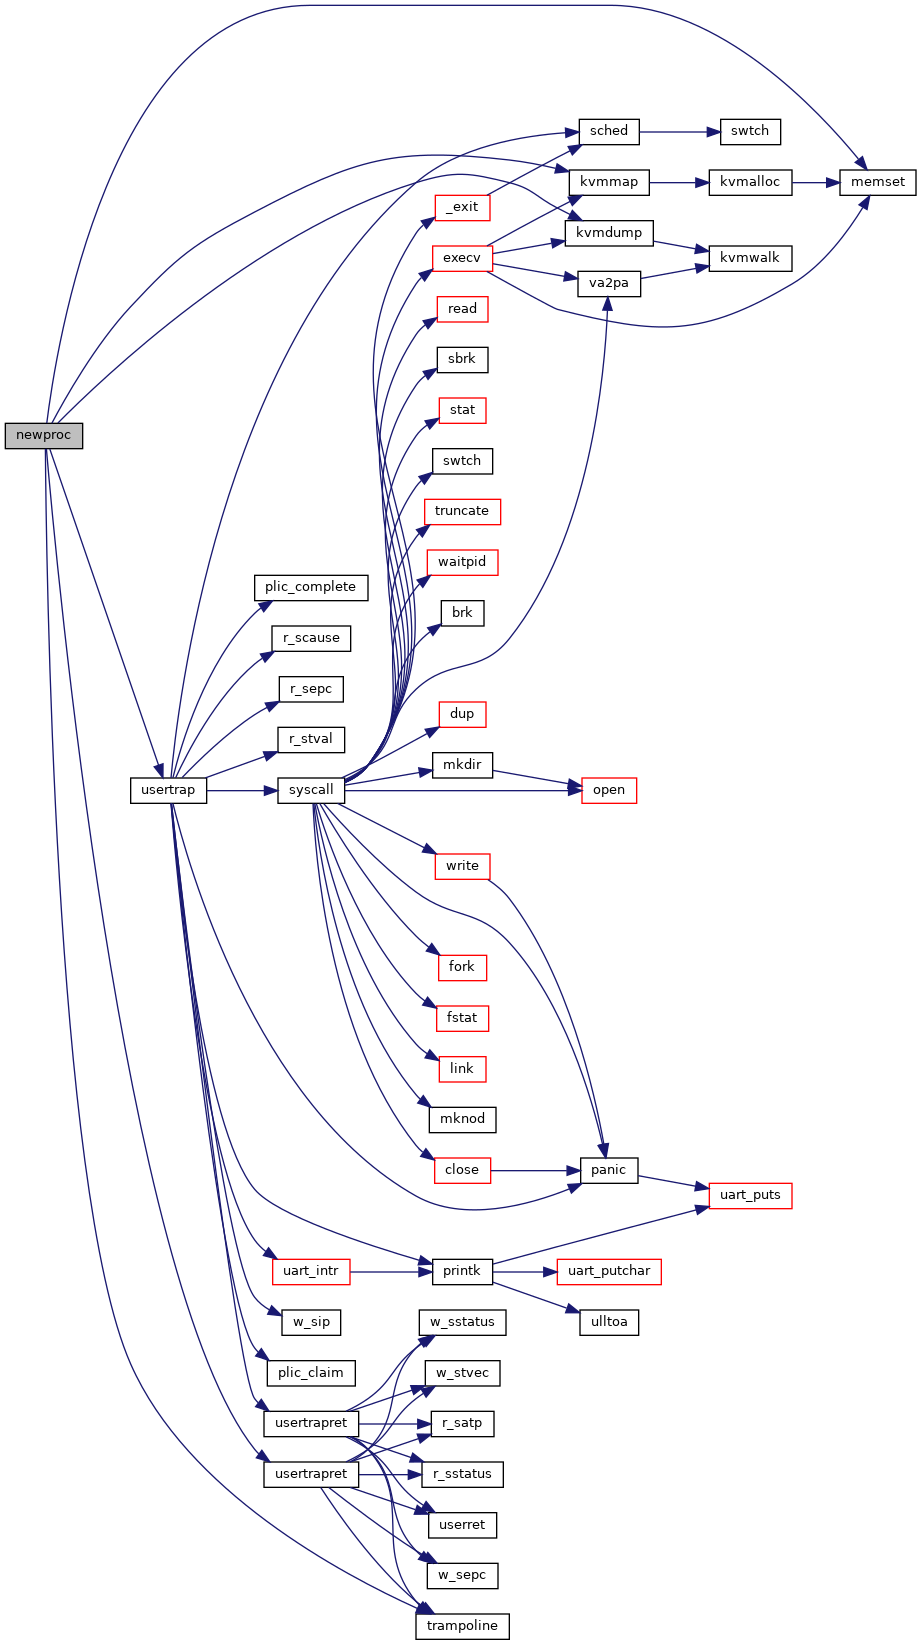 sched
swtch
kvmmap
kvmalloc
memset
_exit
kvmdump
execv
kvmwalk
va2pa
read
sbrk
stat
newproc
swtch
truncate
waitpid
plic_complete
brk
r_scause
r_sepc
dup
r_stval
mkdir
usertrap
syscall
open
write
fork
fstat
link
mknod
close
panic
uart_puts
uart_intr
printk
uart_putchar
w_sip
w_sstatus
ulltoa
plic_claim
w_stvec
usertrapret
r_satp
usertrapret
r_sstatus
userret
w_sepc
trampoline